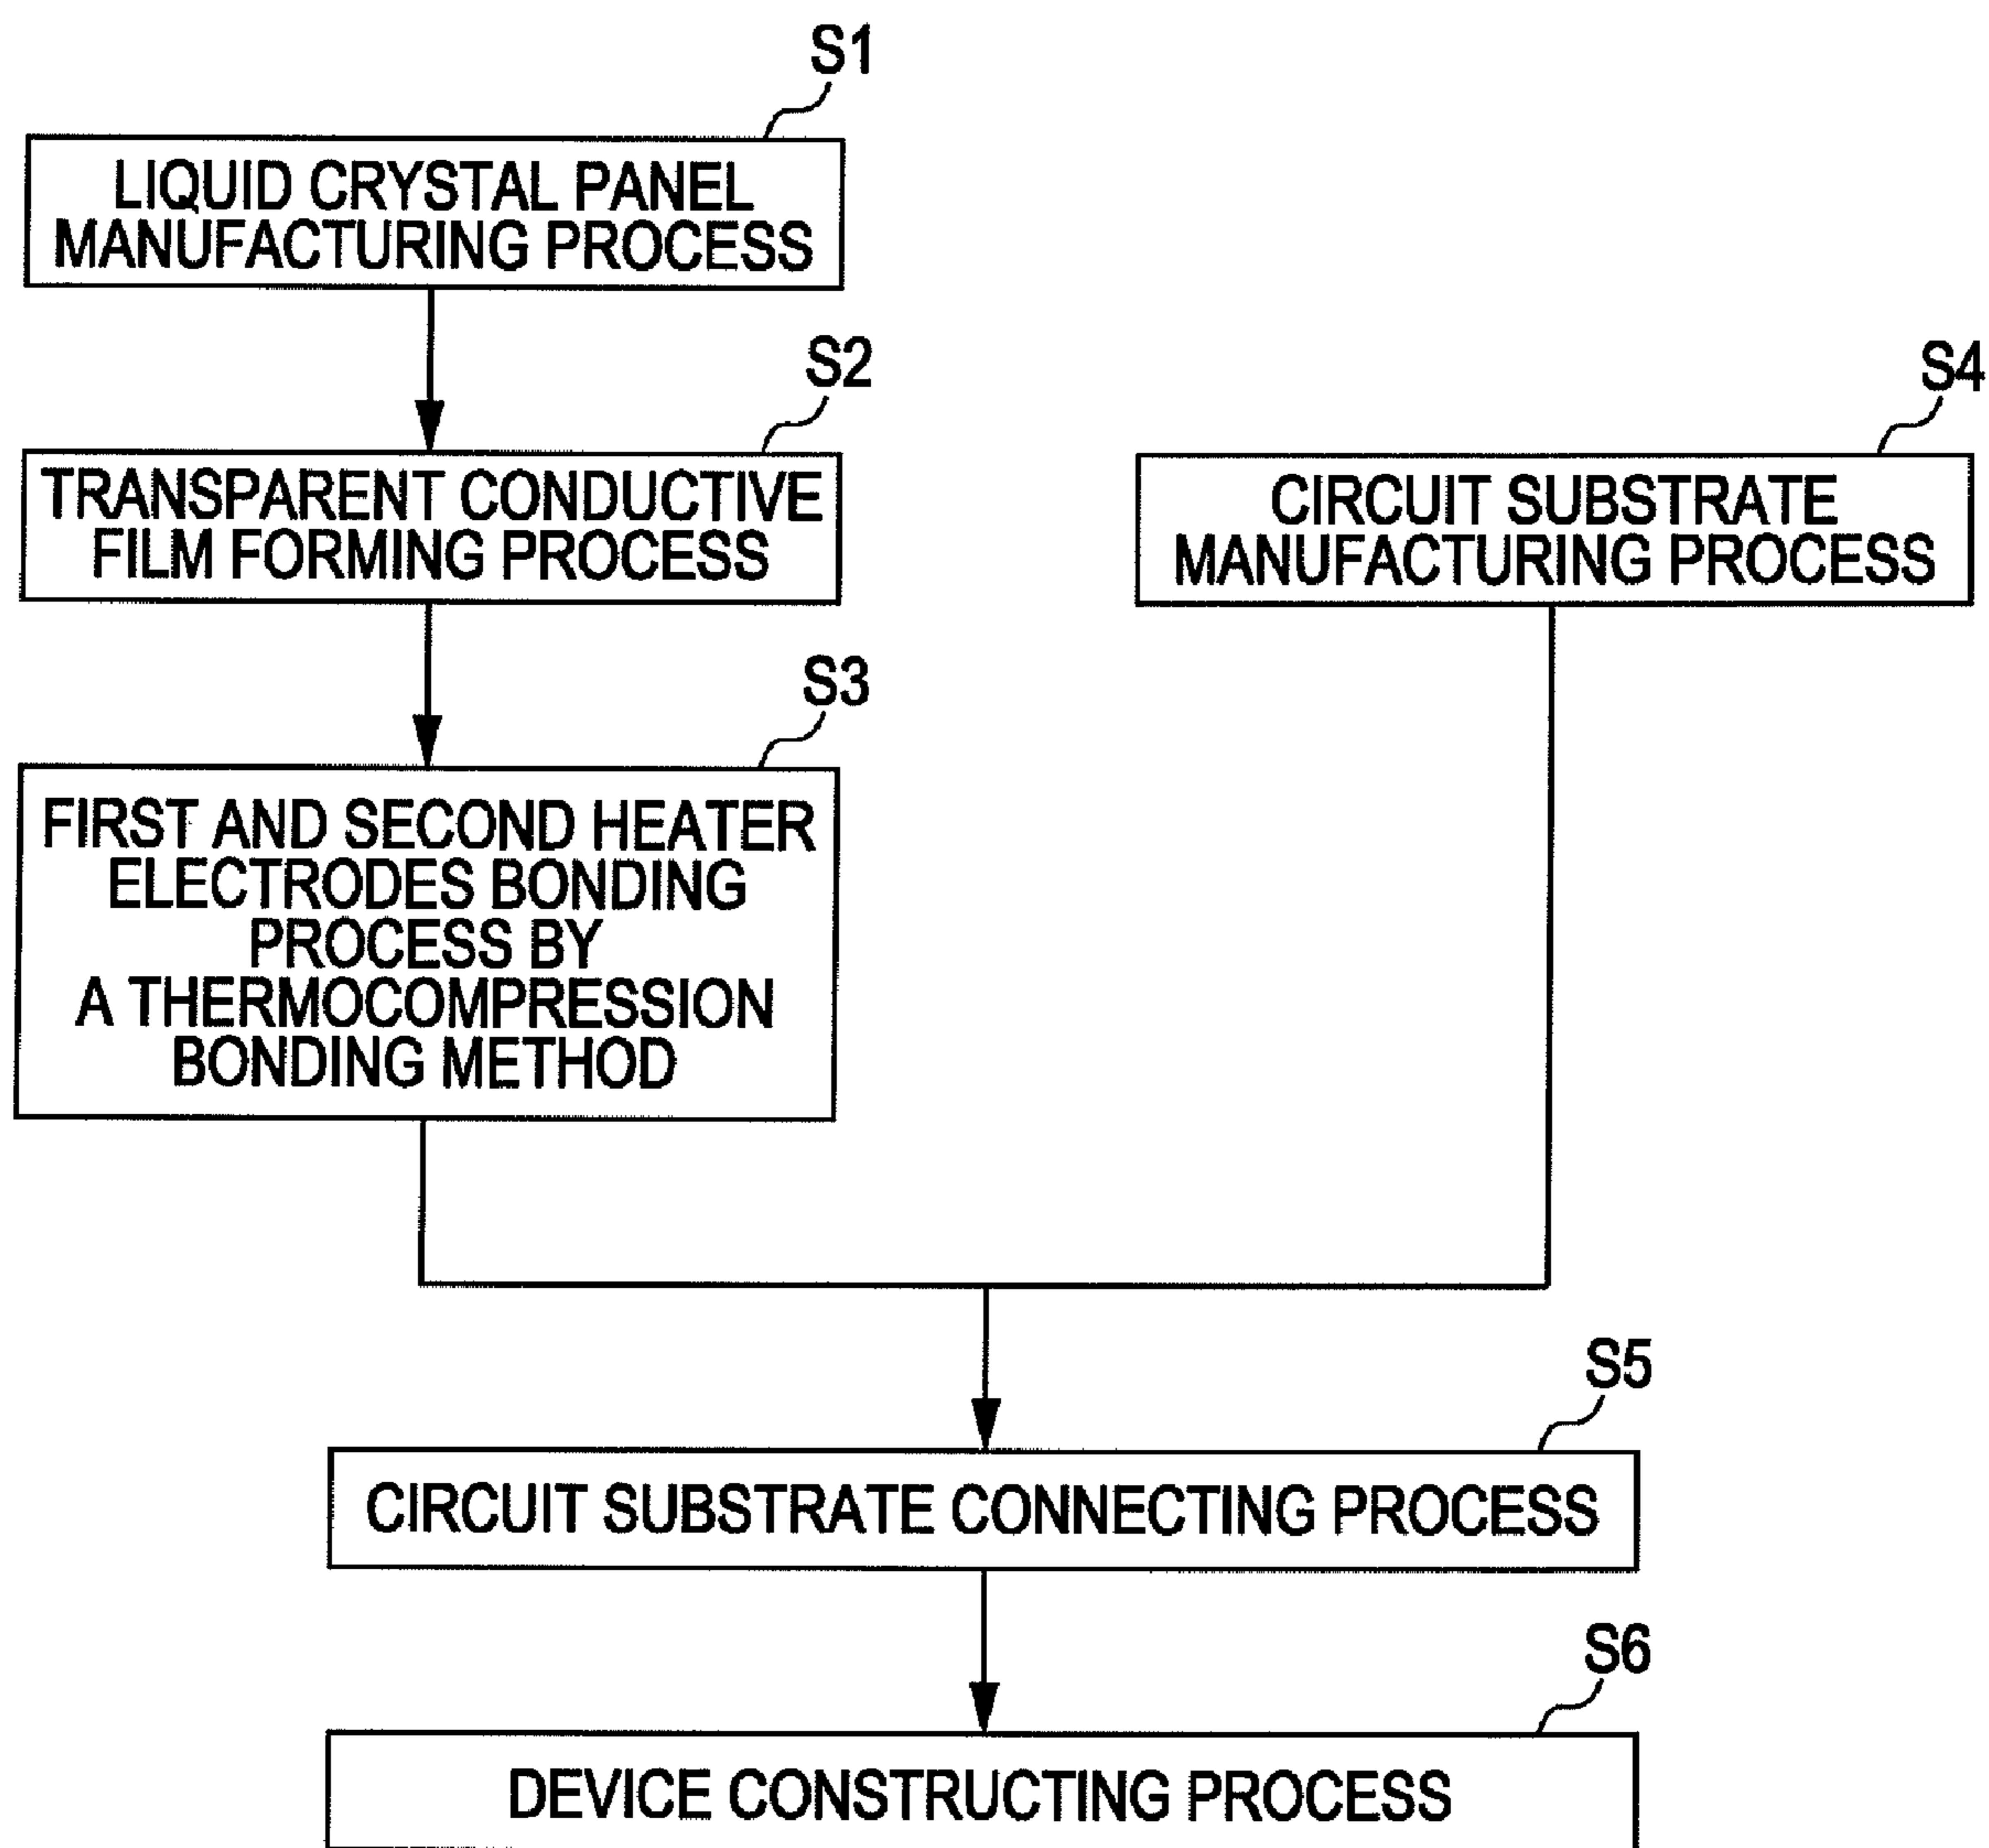 S1
LIQUID CRYSTAL PANEL
MANUFACTURING PROCESS
S2
TRANSPARENT CONDUCTIVE
FILM FORMING PROCESS
S4
CIRCUIT SUBSTRATE
MANUFACTURING PROCESS
S3
FIRST AND SECOND HEATER
ELECTRODES BONDING
PROCESS BY
A THERMOCOMPRESSION
BONDING METHOD
S5
CIRCUIT SUBSTRATE CONNECTING PROCESS
S6
DEVICE CONSTRUCTING PROCESS